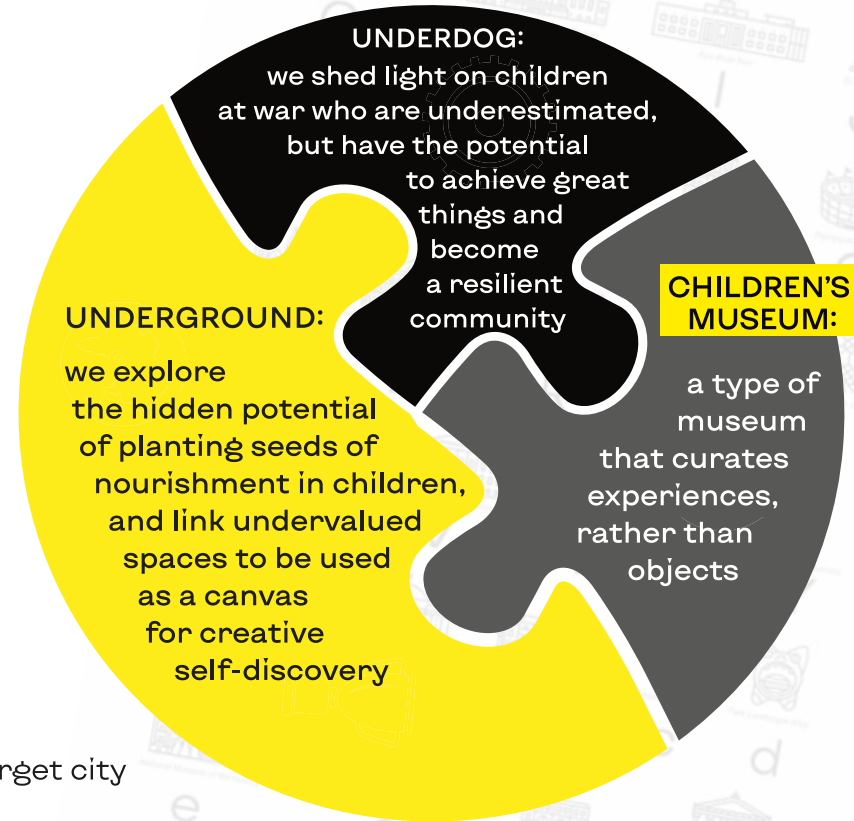 UNDERDOG:
we shed light on children
at war who are underestimated,
but have the potential
to achieve great
things and
become
a resilient
community
UNDERGROUND:
we explore
the hidden potential
of planting seeds of
nourishment in children,
and link undervalued
spaces to be used
as a canvas
for creative
self-discovery
CHILDREN'S
MUSEUM:
a type of
museum
that curates
experiences,
rather than
objects
rget city
e
d